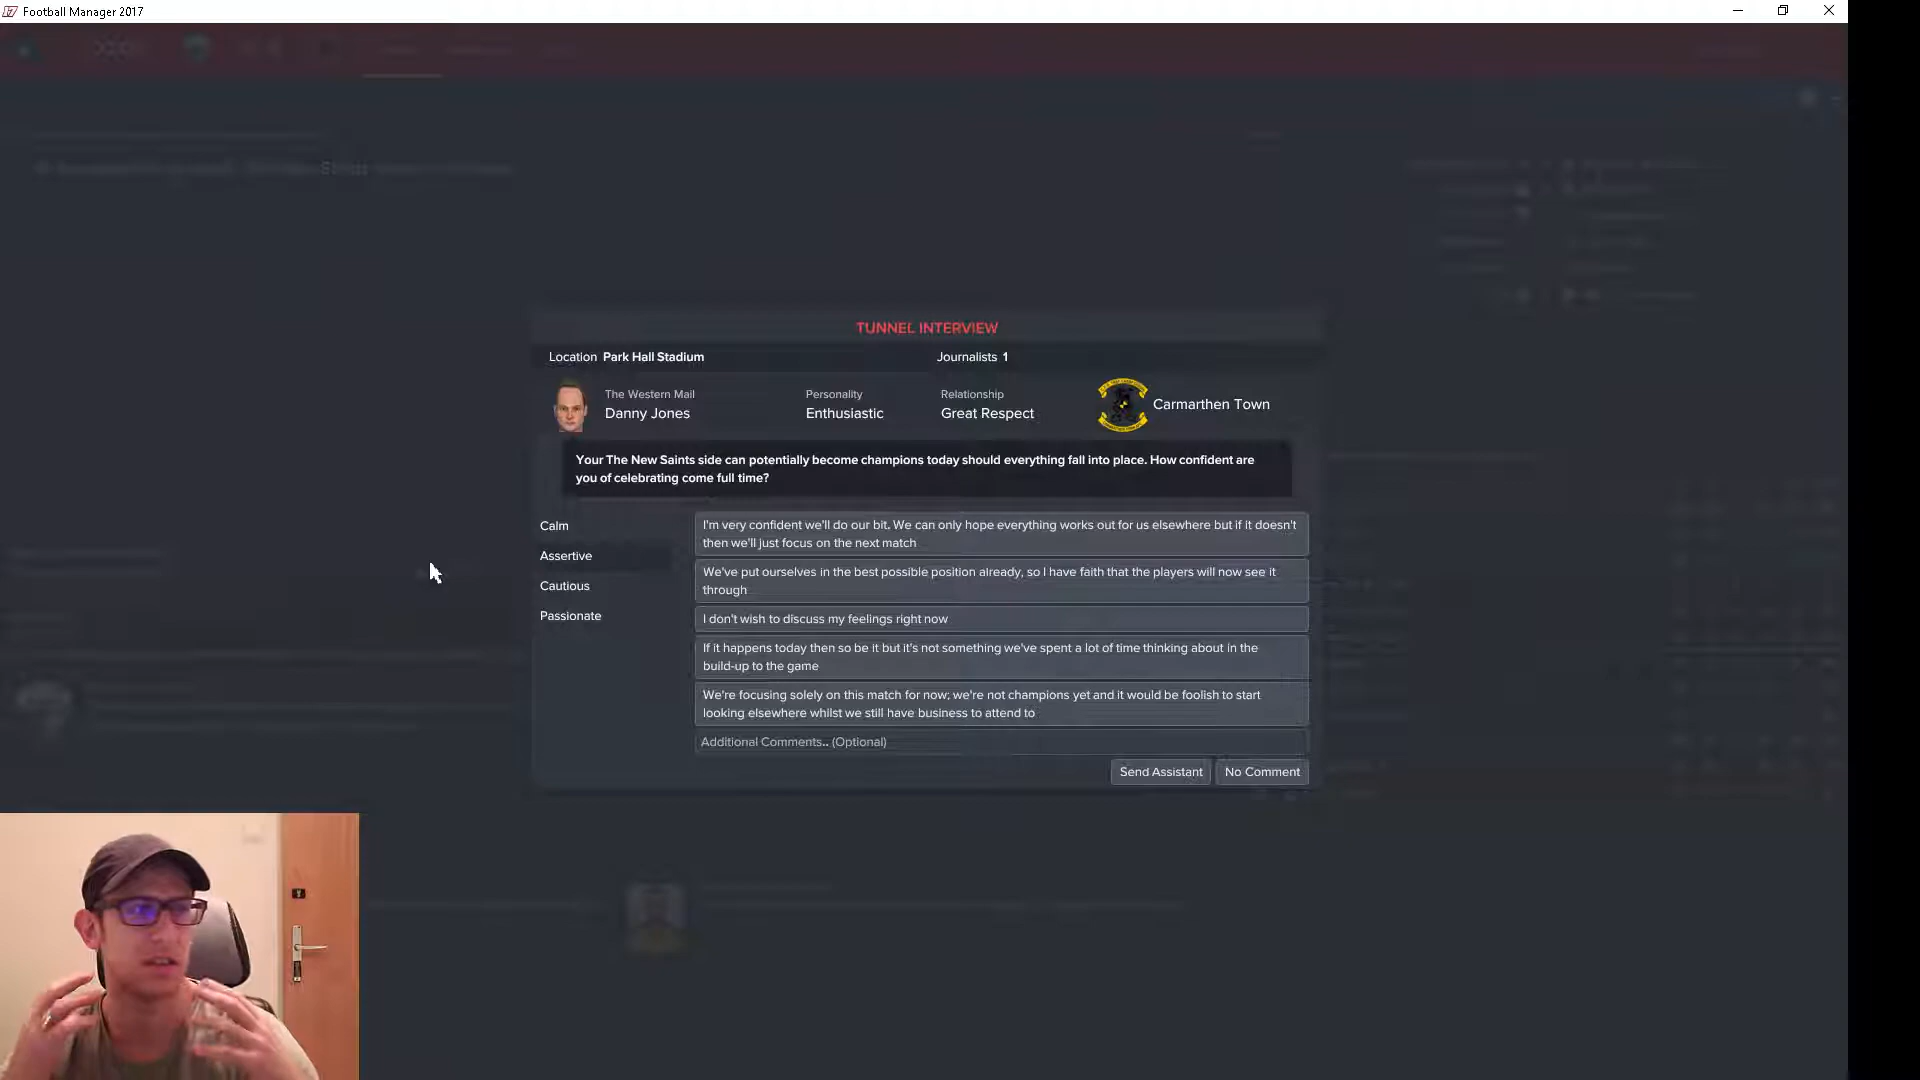 Football Manager 2017
TUNNEL INTERVIEW
Location Park Hall Stadium
Journalists 1
The Western Mail
Danny Jones
Personality
Enthusiastic
Relationship
Great Respect
Carmarthen Town
Your The New Saints side can potentially become champions today should everything fall into place. How confident are
you of celebrating come full time?
Calm
Assertive
Cautious
Passionate
I'm very confident we'll do our bit. We can only hope everything works out for us elsewhere but if it doesn't
then we'll just focus on the next match
We've put ourselves in the best possible position already, so I have faith that the players will now see it
through
I don't wish to discuss my feelings right now
If it happens today then so be it but it's not something we've spent a lot of time thinking about in the
build-up to the game
We're focusing solely on this match for now; we're not champions yet and it would be foolish to start
looking elsewhere whilst we still have business to attend to
Additional Comments.. (Optional)
Send Assistant
No Comment